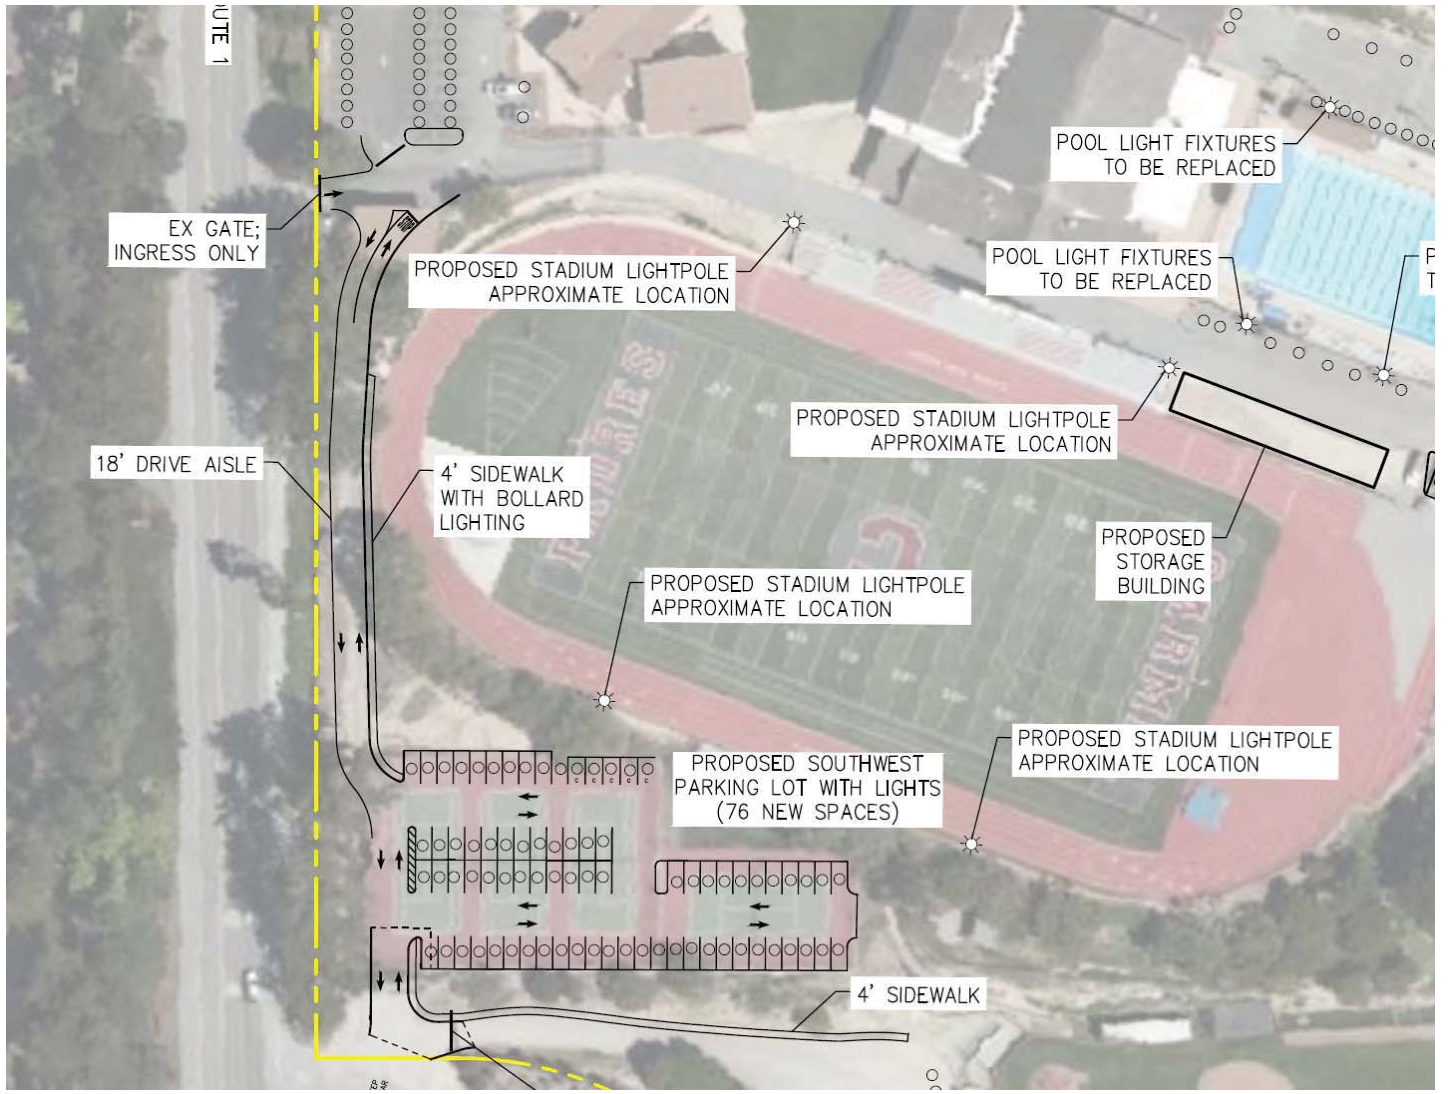 UTE 1
POOL LIGHT FIXTURES
TO BE REPLACED
EX GATE;
INGRESS ONLY
STOP
PROPOSED STADIUM LIGHTPOLE
APPROXIMATE LOCATION
POOL LIGHT FIXTURES
TO BE REPLACED
P
T
PADRES
PROPOSED STADIUM LIGHTPOLE
APPROXIMATE LOCATION
18' DRIVE AISLE
4' SIDEWALK
WITH BOLLARD
LIGHTING
C
PROPOSED
STORAGE
BUILDING
PROPOSED STADIUM LIGHTPOLE
APPROXIMATE LOCATION
PROPOSED STADIUM LIGHTPOLE
APPROXIMATE LOCATION
PROPOSED SOUTHWEST
PARKING LOT WITH LIGHTS
(76 NEW SPACES)
C C C C C
4' SIDEWALK